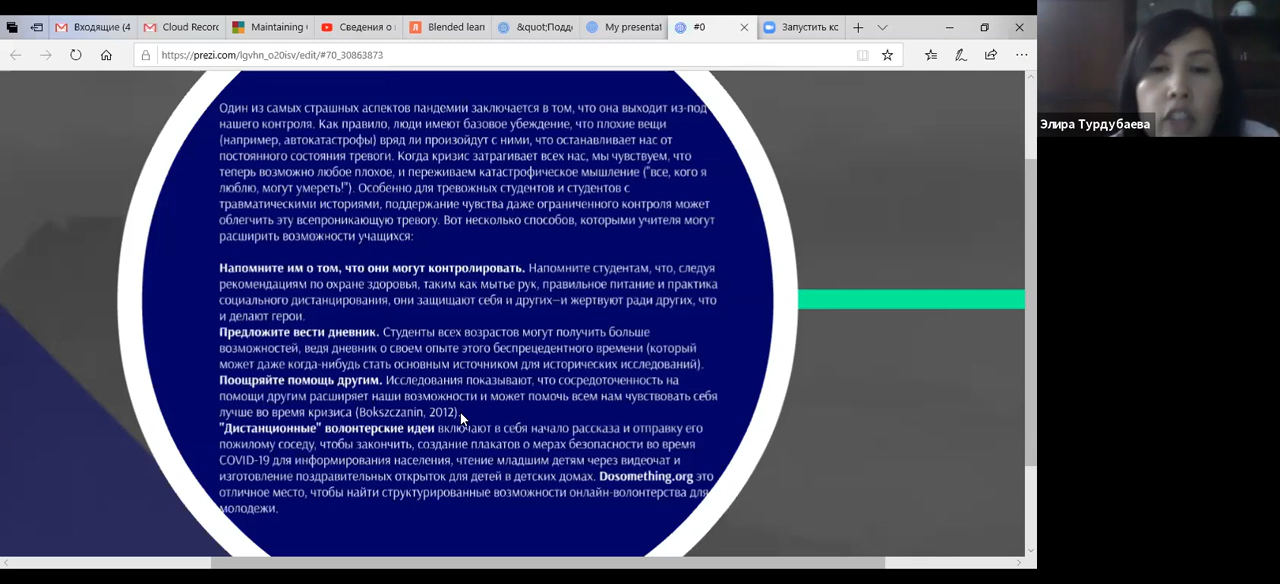 Входящие (4
Cloud Record
Maintaining
Сведения о
Blended learn
&quot;Подд
My presentat
#0
Запустить кс
https://prezi.com/lgvhn_o20isv/edit/#70_30863873
Элира Турдубаева
Один из самых страшных аспектов пандемии заключается в том, что она выходит из-под
нашего контроля. Как правило, люди имеют базовое убеждение, что плохие вещи
(например, автокатастрофы) вряд ли произойдут с ними, что останавливает нас от
постоянного состояния тревоги. Когда кризис затрагивает всех нас, мы чувствуем, что
теперь возможно любое плохое, и переживаем катастрофическое мышление ("все, кого я
люблю, могут умереть!"). Особенно для тревожных студентов и студентов с
травматическими историями, поддержание чувства даже ограниченного контроля может
облегчить эту всепроникающую тревогу. Вот несколько способов, которыми учителя могут
расширить возможности учащихся:
Напомните им о том, что они могут контролировать. Напомните студентам, что, следуя
рекомендациям по охране здоровья, таким как мытье рук, правильное питание и практика
социального дистанцирования, они защищают себя и других—и жертвуют ради других, что
и делают герои.
Предложите вести дневник. Студенты всех возрастов могут получить больше
возможностей, ведя дневник о своем опыте этого беспрецедентного времени (который
может даже когда-нибудь стать основным источником для исторических исследований).
Поощряйте помощь другим. Исследования показывают, что сосредоточенность на
помощи другим расширяет наши возможности и может помочь всем нам чувствовать себя
лучше во время кризиса (Bokszczanin, 2012).
"Дистанционные" волонтерские идеи включают в себя начало рассказа и отправку его
пожилому соседу, чтобы закончить, создание плакатов о мерах безопасности во время
COVID-19 для информирования населения, чтение младшим детям через видеочат и
изготовление поздравительных открыток для детей в детских домах. Dosomething.org это
отличное место, чтобы найти структурированные возможности онлайн-волонтерства для
молодежи.